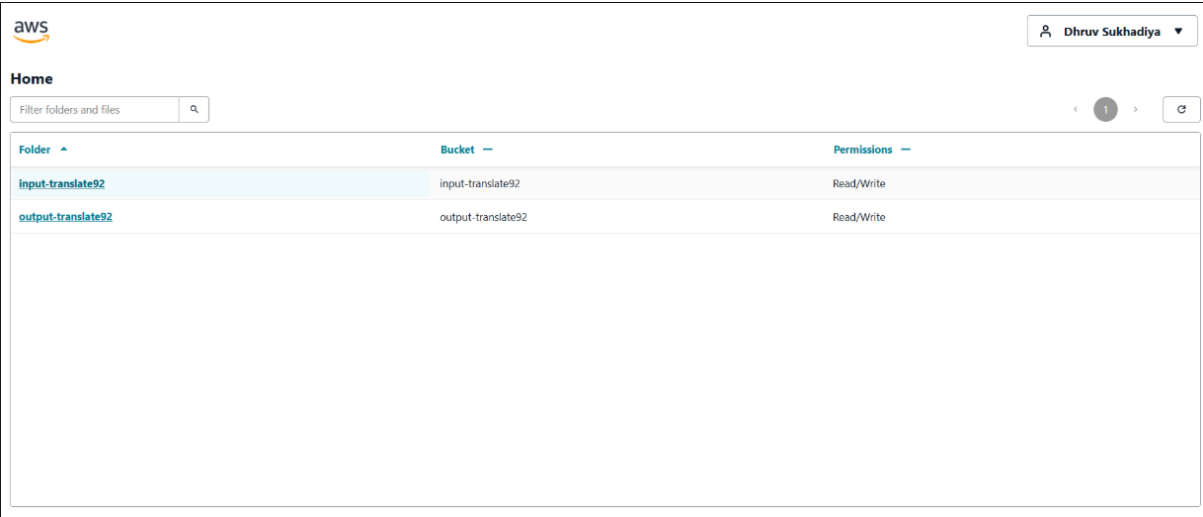 aws
Dhruv Sukhadiya
Home
Filter folders and files
1
Folder Bucket Permissions
input-translate92 input-translate92 Read/Write
output-translate92 output-translate92 Read/Write